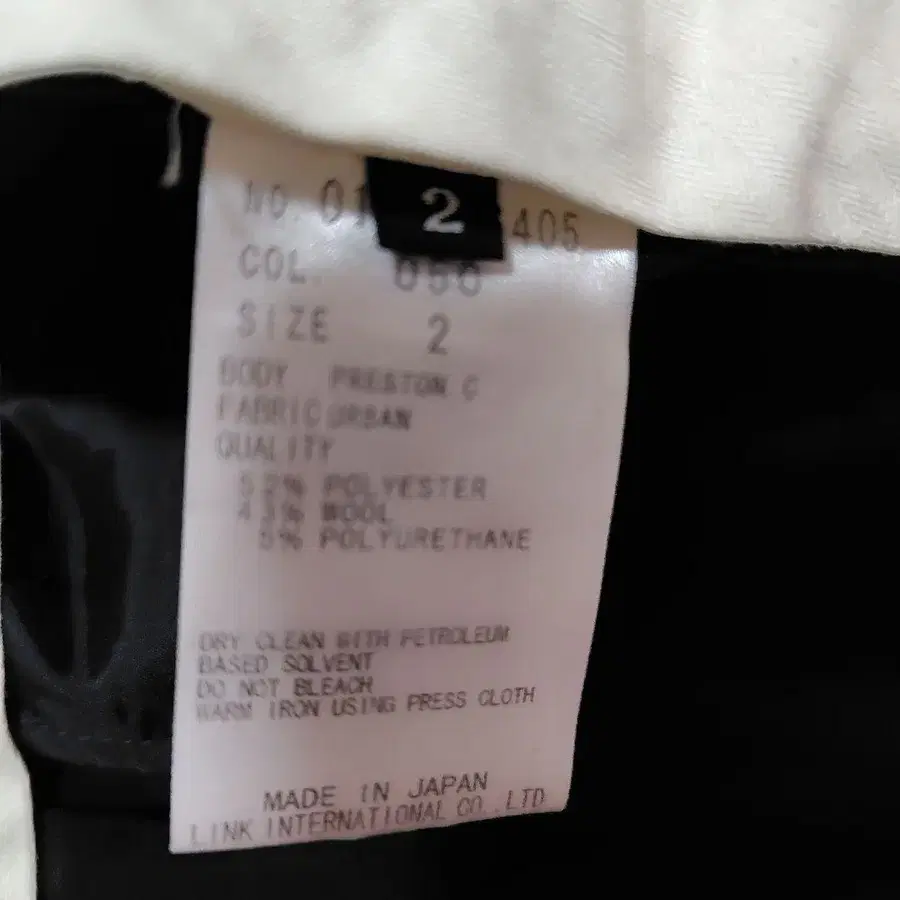 2
NO. 01 405
COL. 050
SIZE 2
BODY PRESTON C
FABRIC URBAN
QUALITY
52% POLYESTER
43% WOOL
5% POLYURETHANE
DRY CLEAN WITH PETROLEUM
BASED SOLVENT
DO NOT BLEACH
WARM IRON USING PRESS CLOTH
MADE IN JAPAN
LINK INTERNATIONAL CO.,LTD